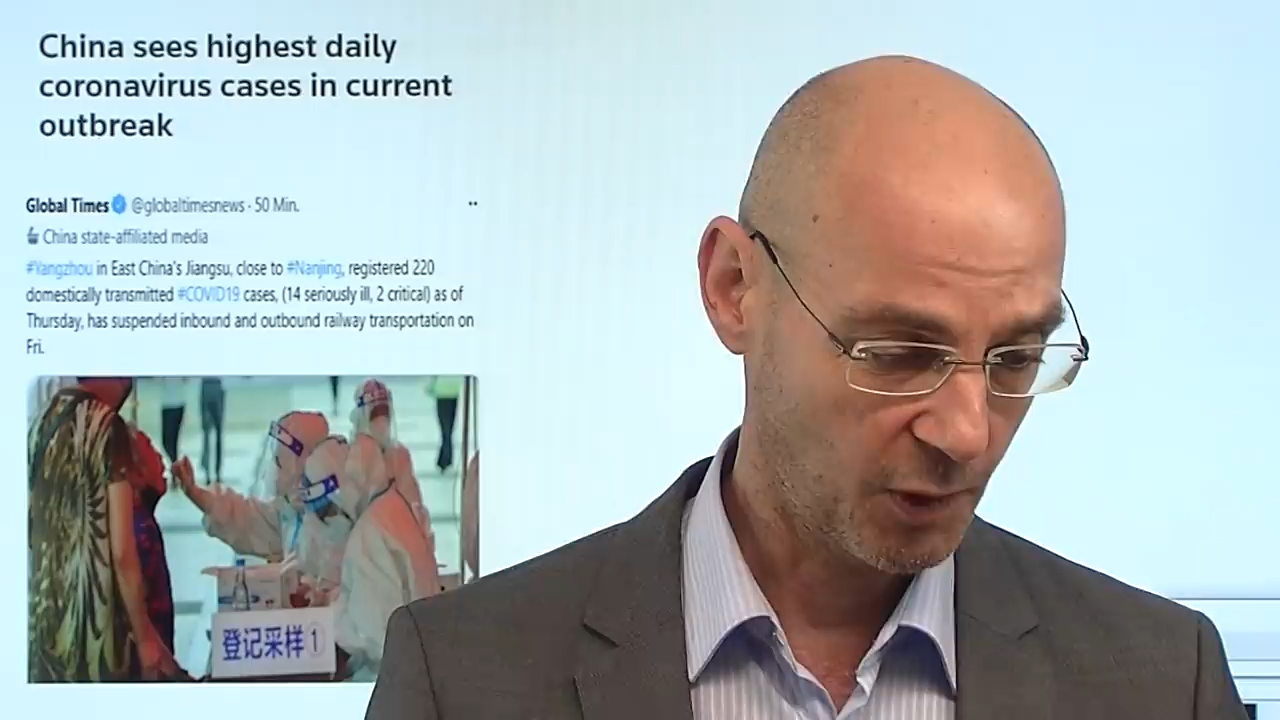 China sees highest daily
coronavirus cases in current
outbreak
Global Times @globaltimesnews · 50 Min.
China state-affiliated media
#Yangzhou in East China's Jiangsu, close to #Nanjing, registered 220
domestically transmitted #COVID19 cases, (14 seriously ill, 2 critical) as of
Thursday, has suspended inbound and outbound railway transportation on
Fri.
登记采样①